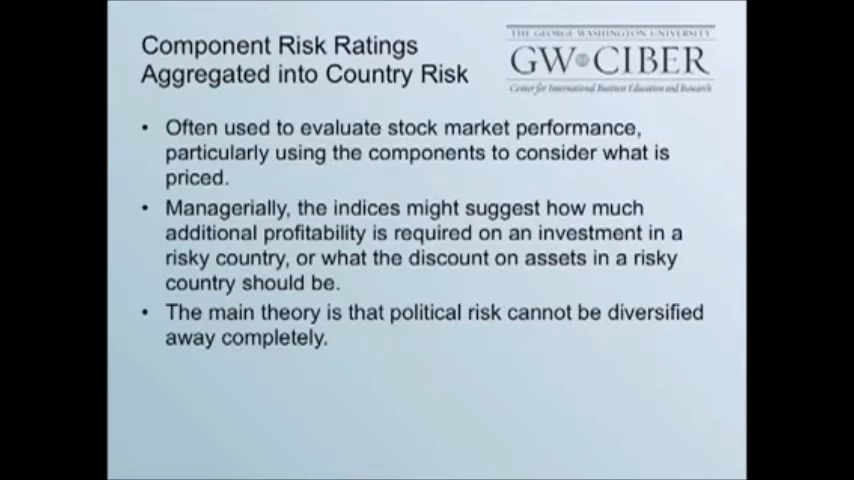 Component Risk Ratings
Aggregated into Country Risk
THE GEORGE WASHINGTON UNIVERSITY
GW CIBER
Center for International Business Education and Research
• Often used to evaluate stock market performance,
particularly using the components to consider what is
priced.
• Managerially, the indices might suggest how much
additional profitability is required on an investment in a
risky country, or what the discount on assets in a risky
country should be.
• The main theory is that political risk cannot be diversified
away completely.